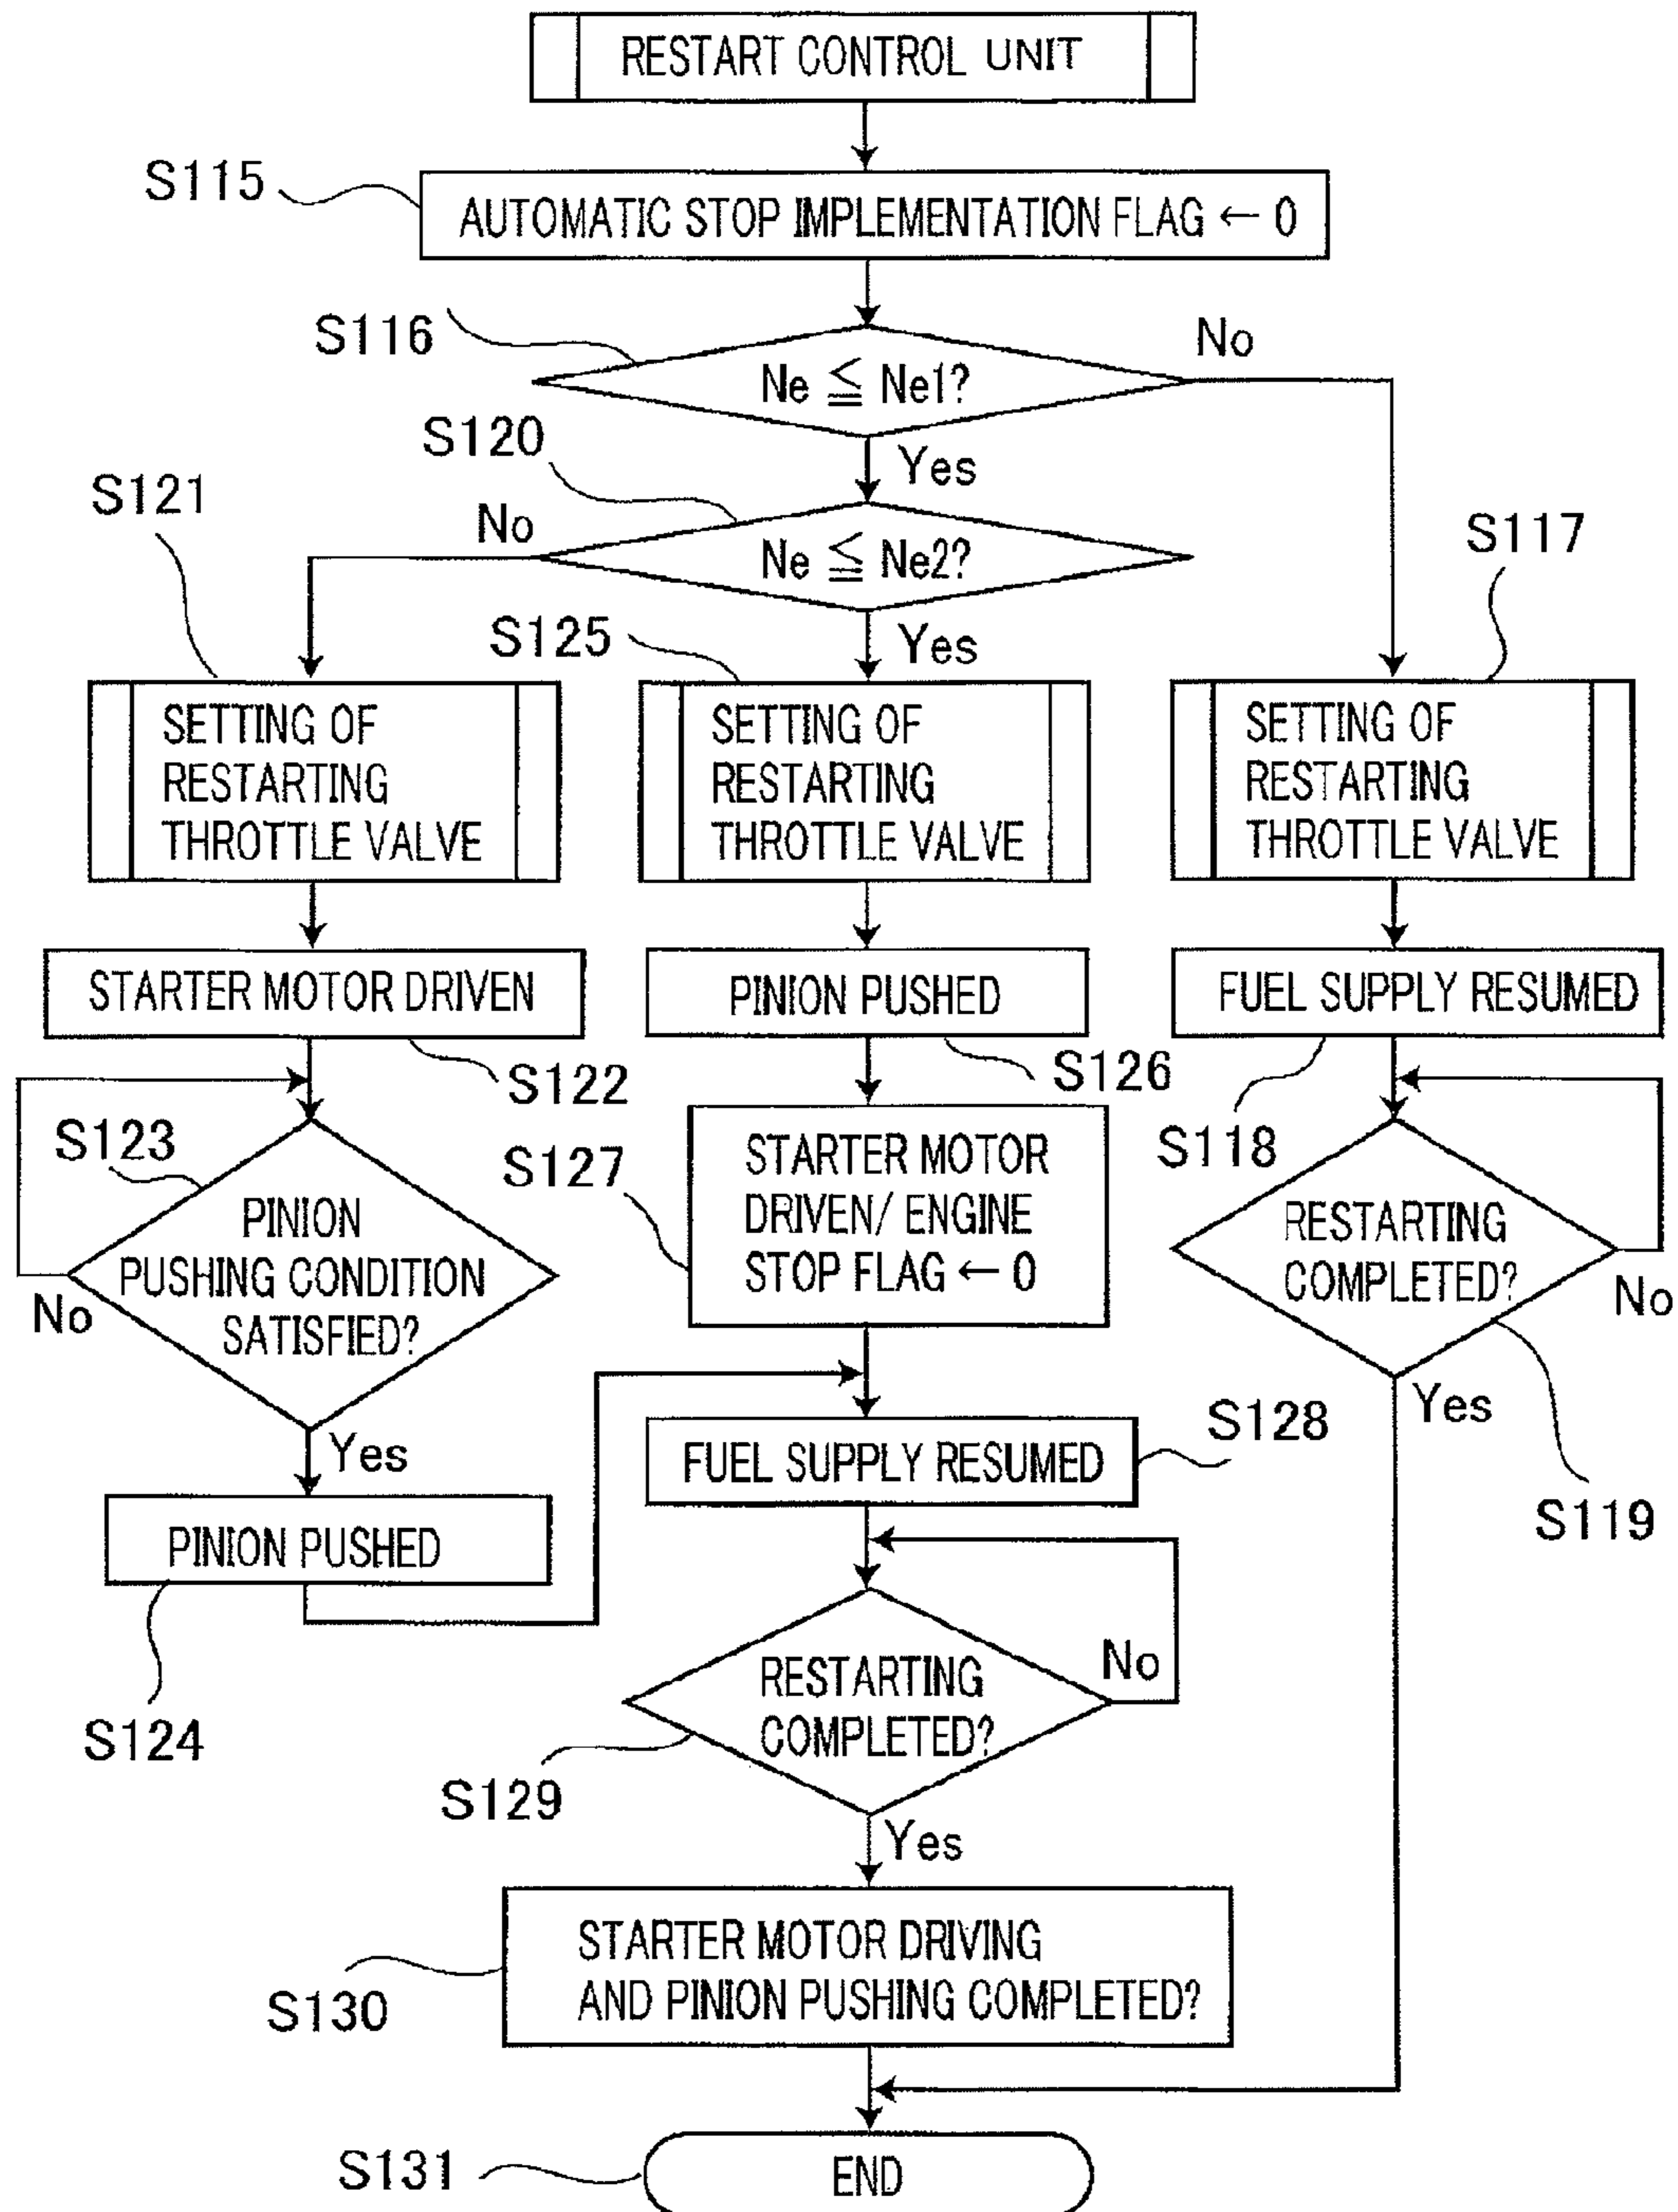 RESTART CONTROL UNIT
S115
AUTOMATIC STOP IMPLEMENTATION FLAG ← 0
S116
Ne ≦ Ne1?
No
Yes
S120
Ne ≦ Ne2?
No
Yes
S121
SETTING OF
RESTARTING
THROTTLE VALVE
S125
SETTING OF
RESTARTING
THROTTLE VALVE
S117
SETTING OF
RESTARTING
THROTTLE VALVE
STARTER MOTOR DRIVEN
S122
PINION PUSHED
S126
FUEL SUPPLY RESUMED
S118
S123
PINION
PUSHING CONDITION
SATISFIED?
No
Yes
S127
STARTER MOTOR
DRIVEN/ ENGINE
STOP FLAG ← 0
RESTARTING
COMPLETED?
No
Yes
S119
PINION PUSHED
S124
FUEL SUPPLY RESUMED
S128
RESTARTING
COMPLETED?
No
Yes
S129
STARTER MOTOR DRIVING
AND PINION PUSHING COMPLETED?
S130
S131
END